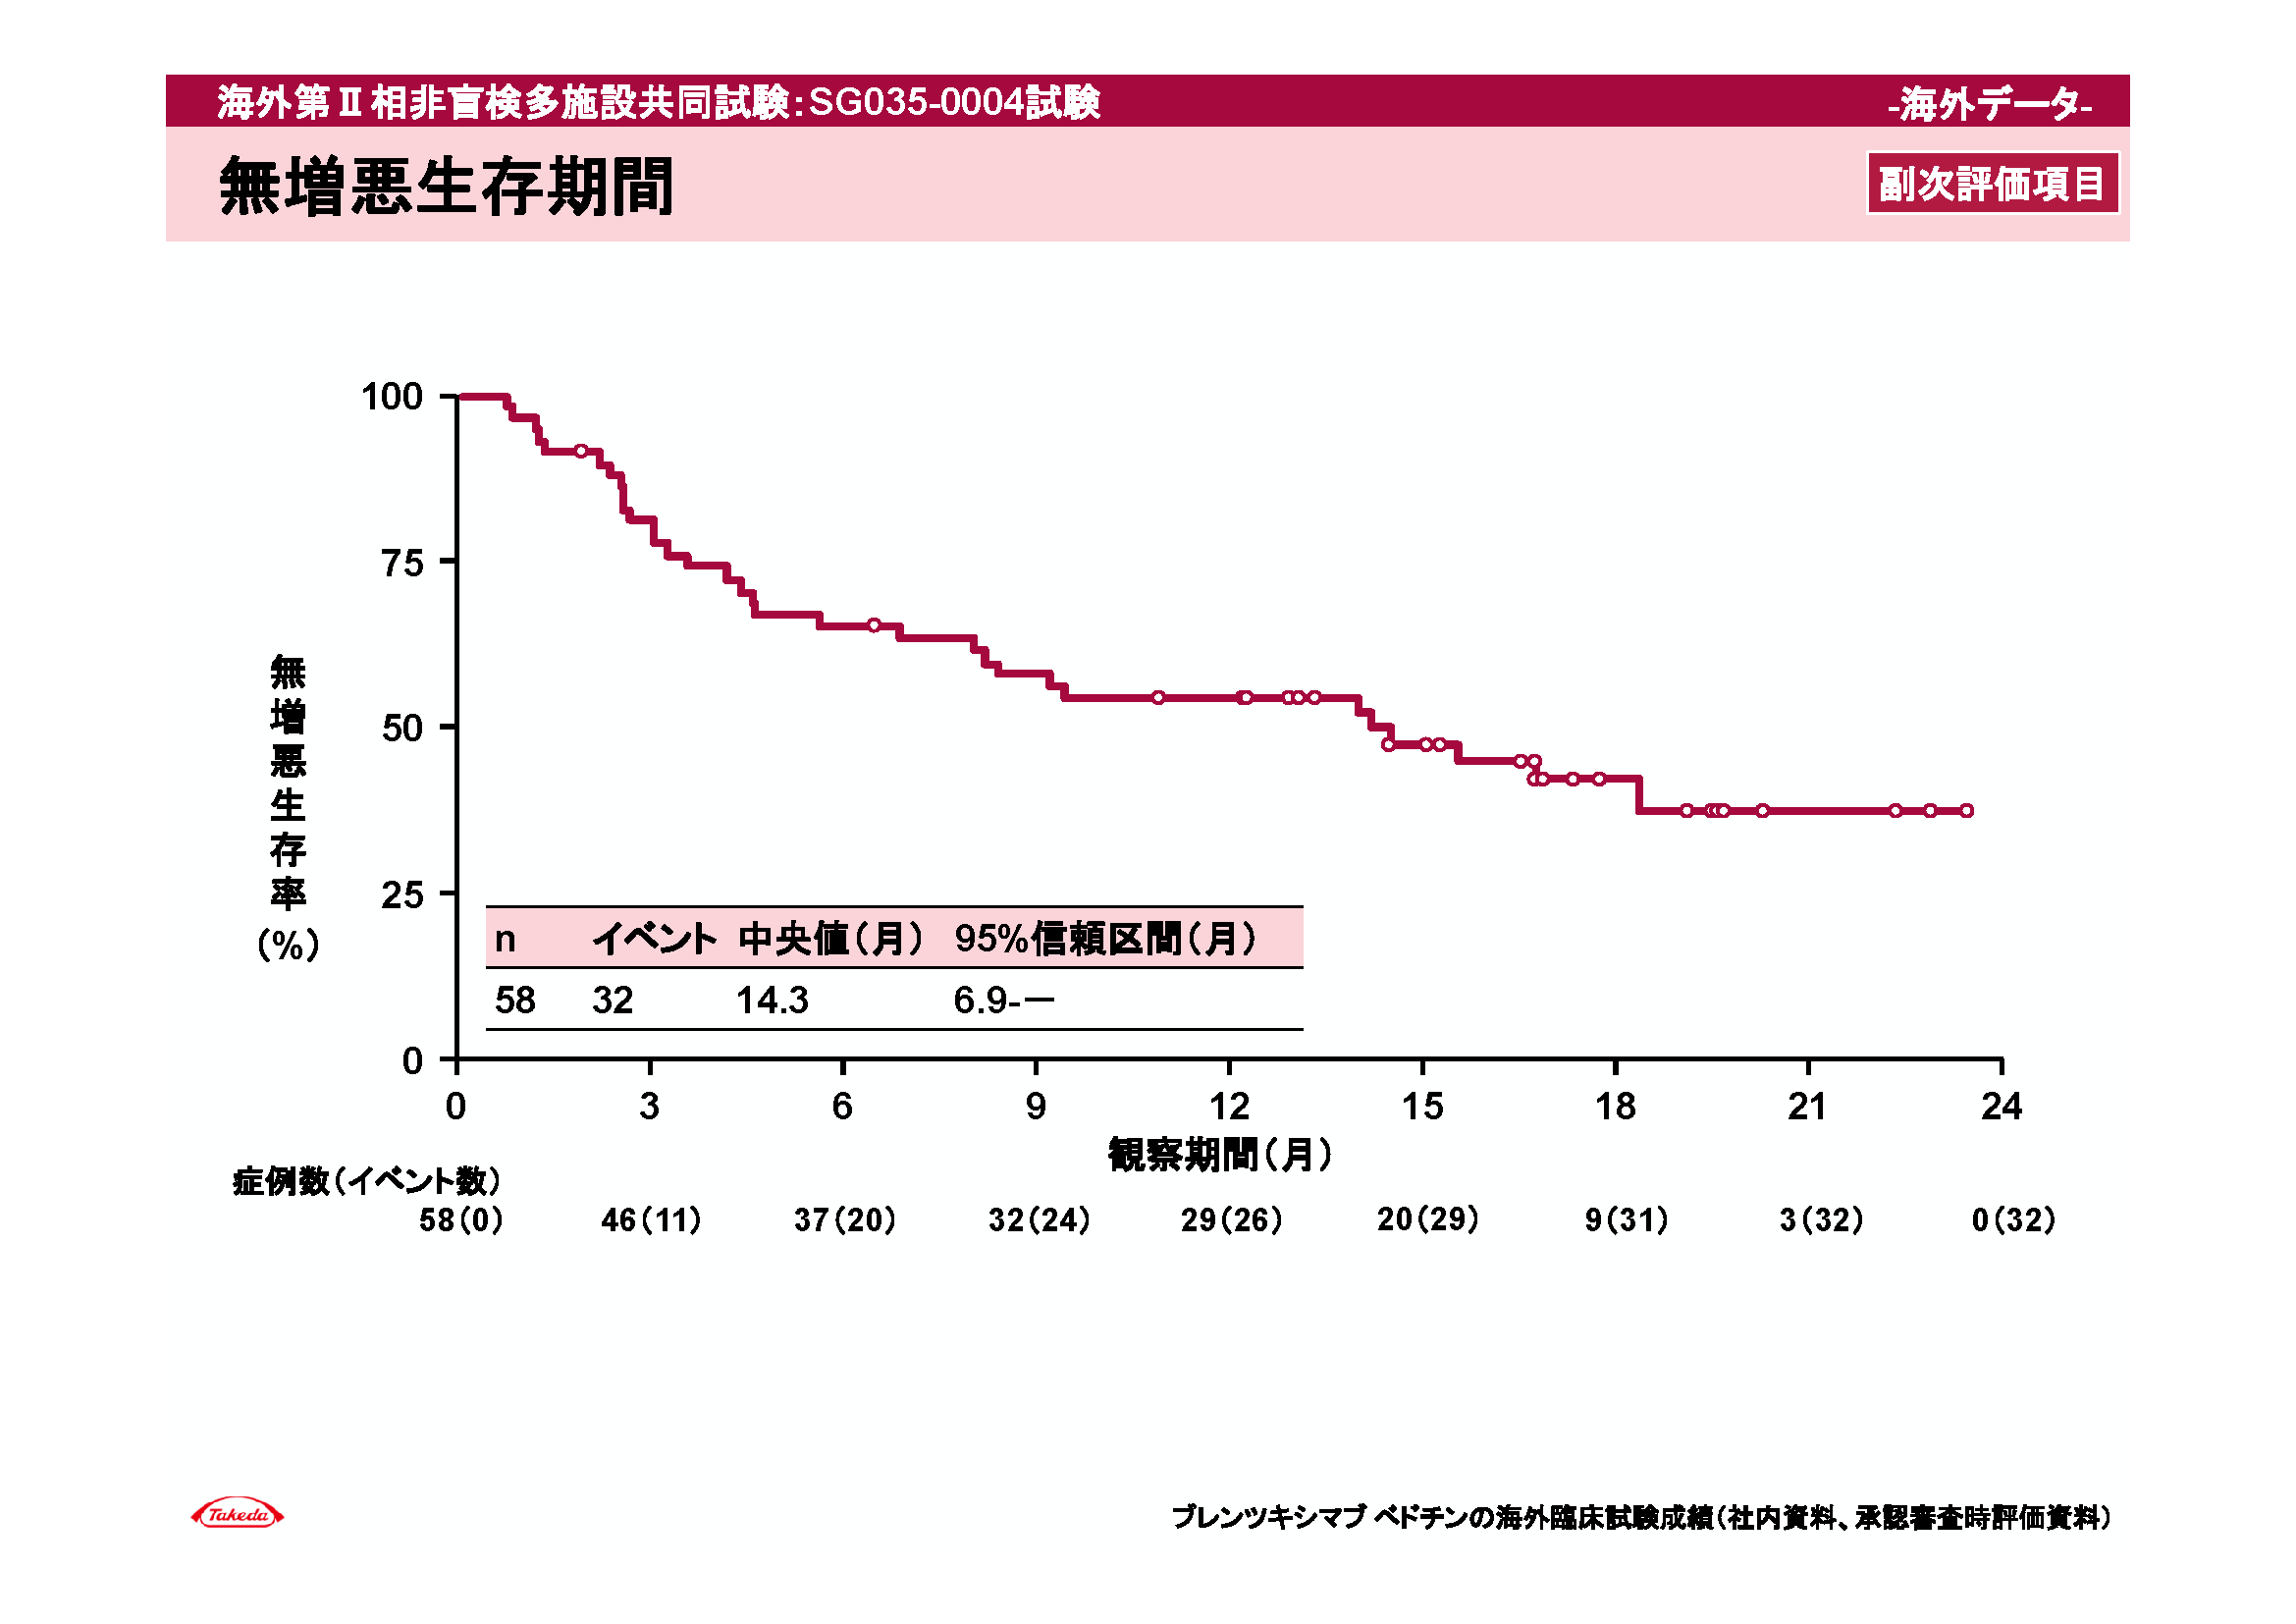 海外第Ⅱ相非盲検多施設共同試験：SG035-0004試験
-海外データ-
無増悪生存期間
副次評価項目
100
75
50
25
0
無増悪生存率（%）
n イベント 中央値（月） 95%信頼区間（月）
58 32 14.3 6.9-－
0 3 6 9 12 15 18 21 24
観察期間（月）
症例数（イベント数）
58（0） 46（11） 37（20） 32（24） 29（26） 20（29） 9（31） 3（32） 0（32）
Takeda
ブレンツキシマブ ベドチンの海外臨床試験成績（社内資料、承認審査時評価資料）